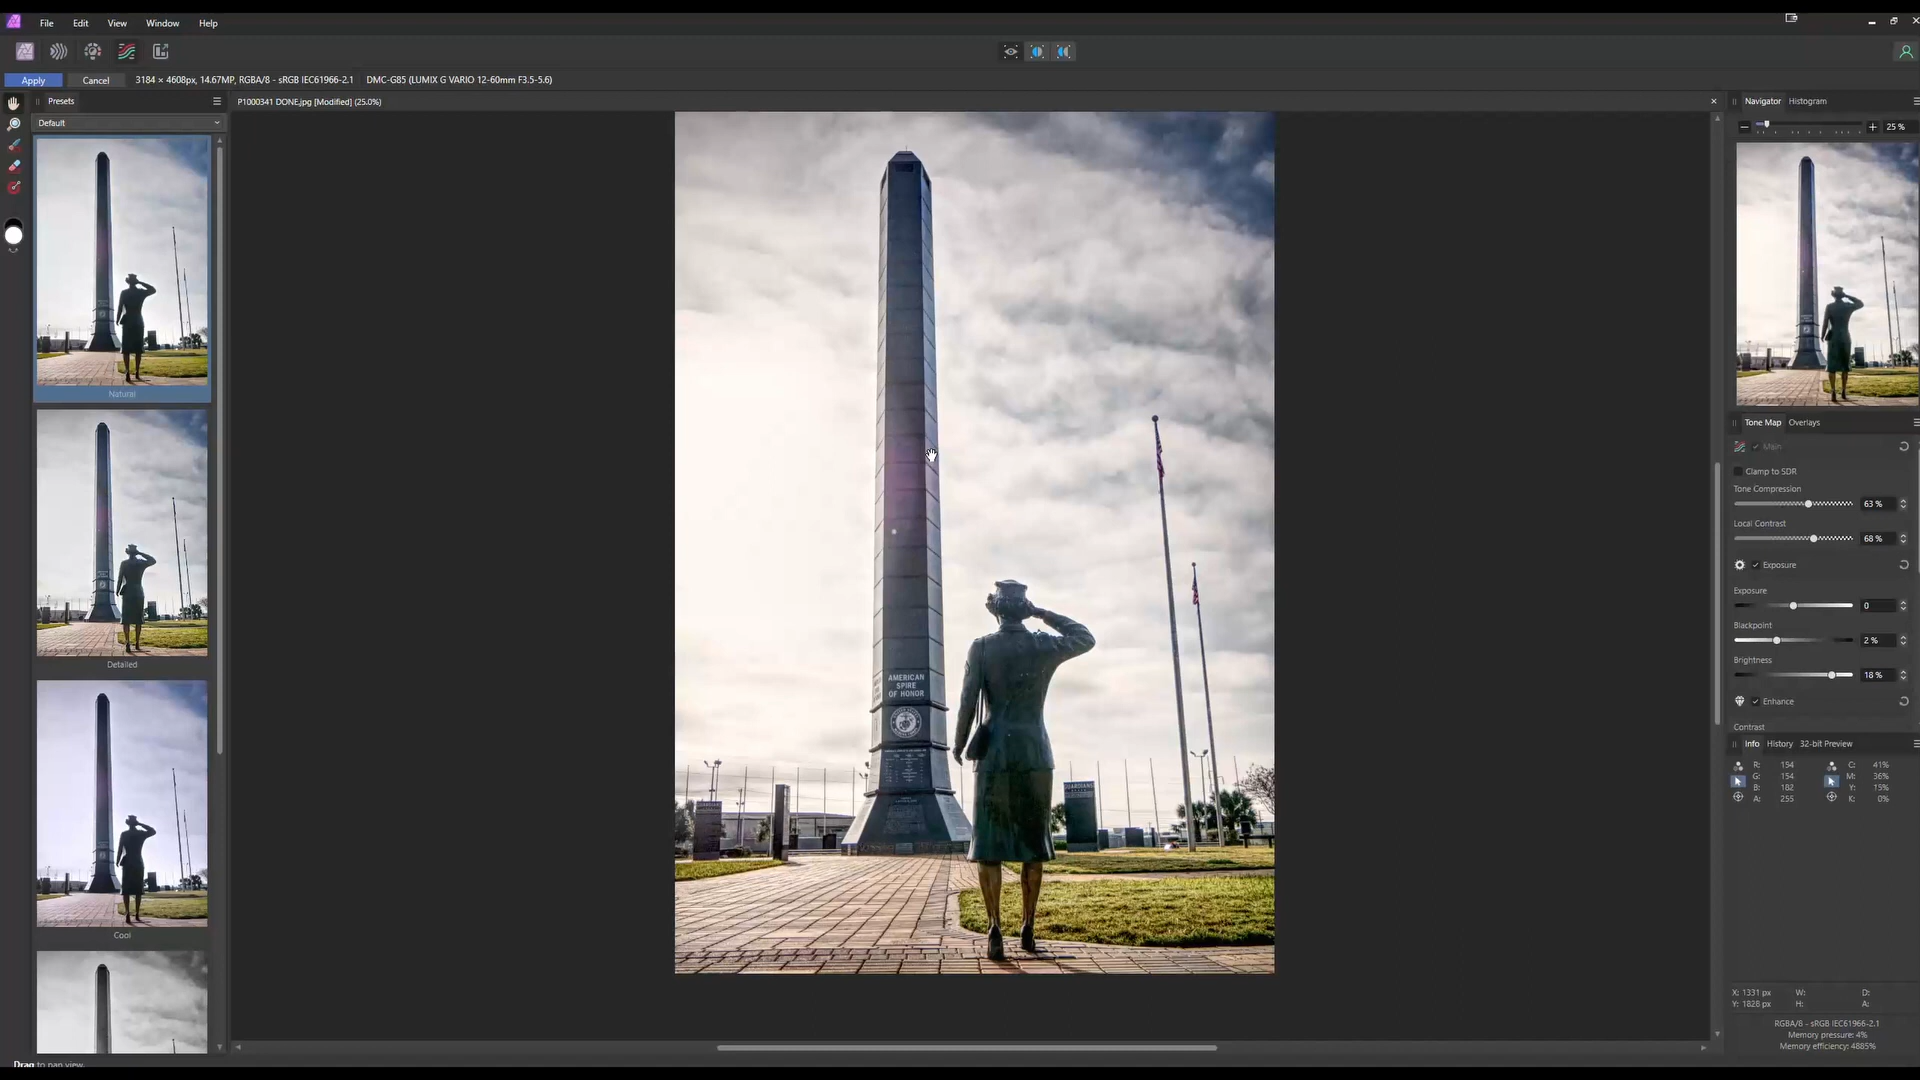 File Edit View Window Help
Apply Cancel 3184 × 4608px, 14.67MP, RGBA/8 - sRGB IEC61966-2.1 DMC-G85 (LUMIX G VARIO 12-60mm F3.5-5.6)
Presets
P1000341 DONE.jpg [Modified] (25.0%)
Default
Natural
Detailed
Cool
AMERICAN
SPIRE
OF HONOR
GUARDIANS
Navigator Histogram
25 %
Tone Map Overlays
Main
Clamp to SDR
Tone Compression
63 %
Local Contrast
68 %
Exposure
Exposure
0
Blackpoint
2 %
Brightness
18 %
Enhance
Contrast
Info History 32-bit Preview
R: 154 C: 41%
G: 154 M: 36%
B: 182 Y: 15%
A: 255 K: 0%
X: 1331 px W: D:
Y: 1828 px H: A:
RGBA/8 - sRGB IEC61966-2.1
Memory pressure: 4%
Memory efficiency: 4885%
Drag to pan view.